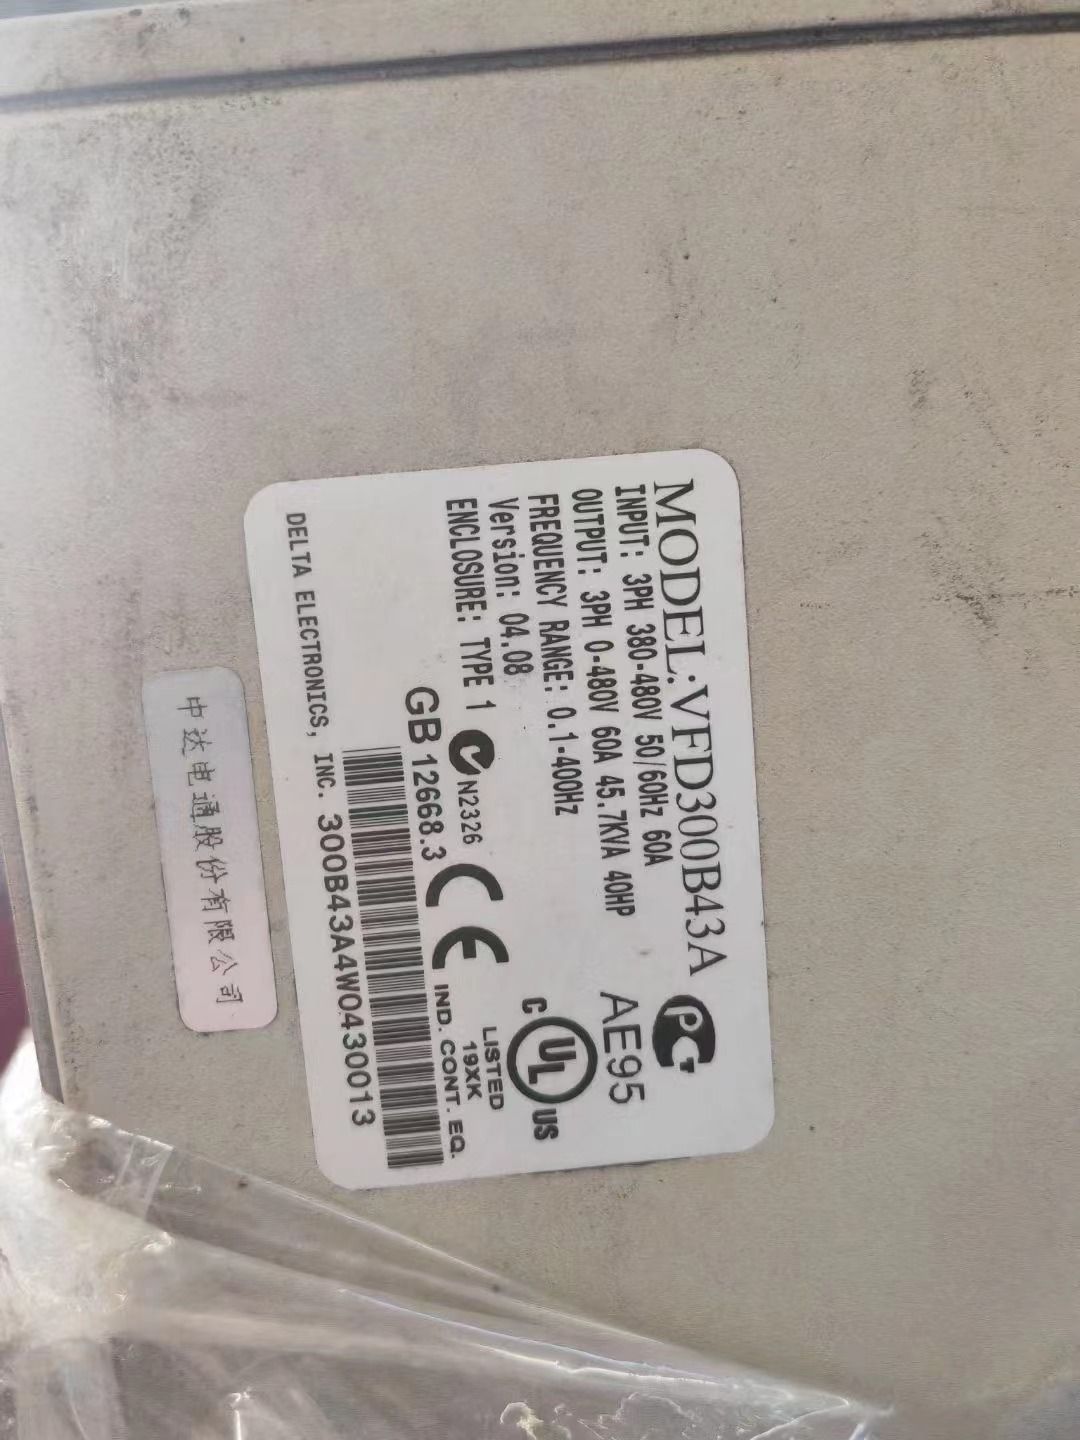 MODEL:VFD300B43A
INPUT: 3PH 380-480V 50/60Hz 60A
OUTPUT: 3PH 0-480V 60A 45.7KVA 40HP
FREQUENCY RANGE: 0.1-400Hz
Version: 04.08
ENCLOSURE: TYPE 1
AE95
N2326
C UL US
LISTED
19XK
IND. CONT. EQ.
GB 12668.3
300B43A4W0430013
DELTA ELECTRONICS, INC.
中达电通股份有限公司